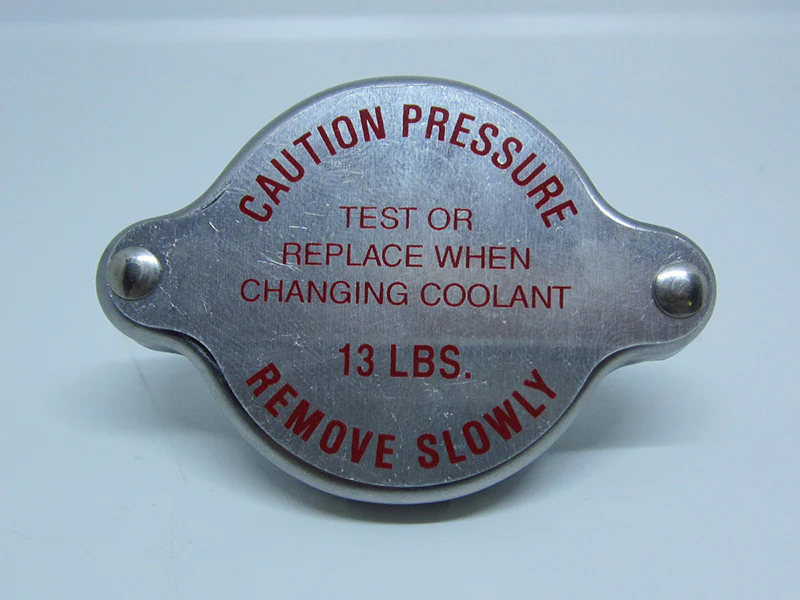 CAUTION PRESSURE
TEST OR
REPLACE WHEN
CHANGING COOLANT
13 LBS.
REMOVE SLOWLY